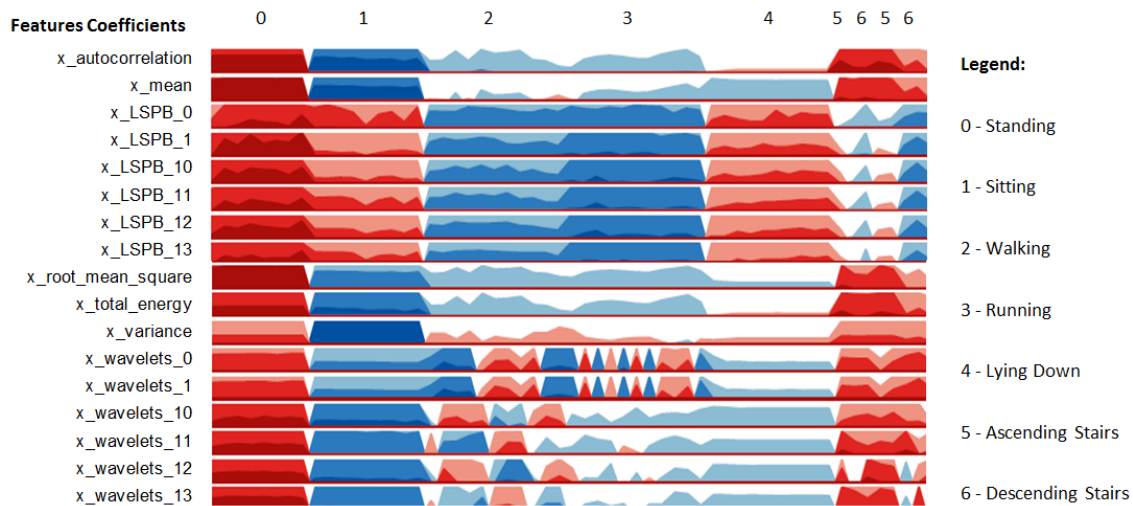 Features Coefficients 0 1 2 3 4 5 6 5 6
x_autocorrelation
x_mean
x_LSPB_0
x_LSPB_1
x_LSPB_10
x_LSPB_11
x_LSPB_12
x_LSPB_13
x_root_mean_square
x_total_energy
x_variance
x_wavelets_0
x_wavelets_1
x_wavelets_10
x_wavelets_11
x_wavelets_12
x_wavelets_13
Legend:
0 - Standing
1 - Sitting
2 - Walking
3 - Running
4 - Lying Down
5 - Ascending Stairs
6 - Descending Stairs